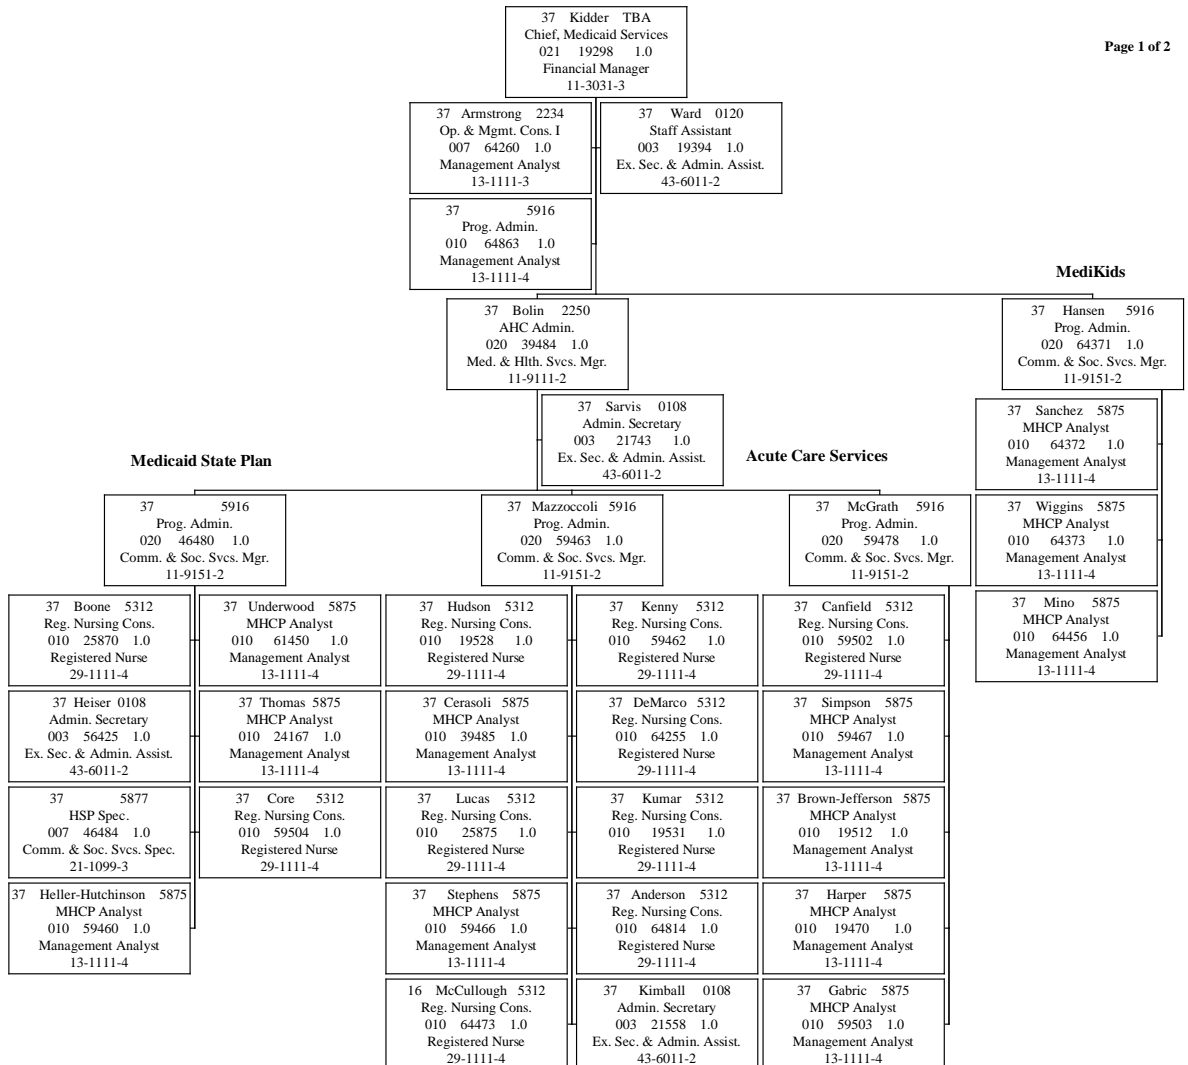 37 Kidder TBA
Chief, Medicaid Services
021 19298 1.0
Financial Manager
11-3031-3
Page 1 of 2
37 Armstrong 2234
Op. & Mgmt. Cons. I
007 64260 1.0
Management Analyst
13-1111-3
37 Ward 0120
Staff Assistant
003 19394 1.0
Ex. Sec. & Admin. Assist.
43-6011-2
37 5916
Prog. Admin.
010 64863 1.0
Management Analyst
13-1111-4
MediKids
37 Bolin 2250
AHC Admin.
020 39484 1.0
Med. & Hlth. Svcs. Mgr.
11-9111-2
37 Hansen 5916
Prog. Admin.
020 64371 1.0
Comm. & Soc. Svcs. Mgr.
11-9151-2
37 Sarvis 0108
Admin. Secretary
003 21743 1.0
Ex. Sec. & Admin. Assist.
43-6011-2
37 Sanchez 5875
MHCP Analyst
010 64372 1.0
Management Analyst
13-1111-4
Medicaid State Plan
Acute Care Services
37 5916
Prog. Admin.
020 46480 1.0
Comm. & Soc. Svcs. Mgr.
11-9151-2
37 Mazzoccoli 5916
Prog. Admin.
020 59463 1.0
Comm. & Soc. Svcs. Mgr.
11-9151-2
37 McGrath 5916
Prog. Admin.
020 59478 1.0
Comm. & Soc. Svcs. Mgr.
11-9151-2
37 Wiggins 5875
MHCP Analyst
010 64373 1.0
Management Analyst
13-1111-4
37 Mino 5875
MHCP Analyst
010 64456 1.0
Management Analyst
13-1111-4
37 Boone 5312
Reg. Nursing Cons.
010 25870 1.0
Registered Nurse
29-1111-4
37 Underwood 5875
MHCP Analyst
010 61450 1.0
Management Analyst
13-1111-4
37 Hudson 5312
Reg. Nursing Cons.
010 19528 1.0
Registered Nurse
29-1111-4
37 Kenny 5312
Reg. Nursing Cons.
010 59462 1.0
Registered Nurse
29-1111-4
37 Canfield 5312
Reg. Nursing Cons.
010 59502 1.0
Registered Nurse
29-1111-4
37 Heiser 0108
Admin. Secretary
003 56425 1.0
Ex. Sec. & Admin. Assist.
43-6011-2
37 Thomas 5875
MHCP Analyst
010 24167 1.0
Management Analyst
13-1111-4
37 Cerasoli 5875
MHCP Analyst
010 39485 1.0
Management Analyst
13-1111-4
37 DeMarco 5312
Reg. Nursing Cons.
010 64255 1.0
Registered Nurse
29-1111-4
37 Simpson 5875
MHCP Analyst
010 59467 1.0
Management Analyst
13-1111-4
37 5877
HSP Spec.
007 46484 1.0
Comm. & Soc. Svcs. Spec.
21-1099-3
37 Core 5312
Reg. Nursing Cons.
010 59504 1.0
Registered Nurse
29-1111-4
37 Lucas 5312
Reg. Nursing Cons.
010 25875 1.0
Registered Nurse
29-1111-4
37 Kumar 5312
Reg. Nursing Cons.
010 19531 1.0
Registered Nurse
29-1111-4
37 Brown-Jefferson 5875
MHCP Analyst
010 19512 1.0
Management Analyst
13-1111-4
37 Heller-Hutchinson 5875
MHCP Analyst
010 59460 1.0
Management Analyst
13-1111-4
37 Stephens 5875
MHCP Analyst
010 59466 1.0
Management Analyst
13-1111-4
37 Anderson 5312
Reg. Nursing Cons.
010 64814 1.0
Registered Nurse
29-1111-4
37 Harper 5875
MHCP Analyst
010 19470 1.0
Management Analyst
13-1111-4
16 McCullough 5312
Reg. Nursing Cons.
010 64473 1.0
Registered Nurse
29-1111-4
37 Kimball 0108
Admin. Secretary
003 21558 1.0
Ex. Sec. & Admin. Assist.
43-6011-2
37 Gabric 5875
MHCP Analyst
010 59503 1.0
Management Analyst
13-1111-4